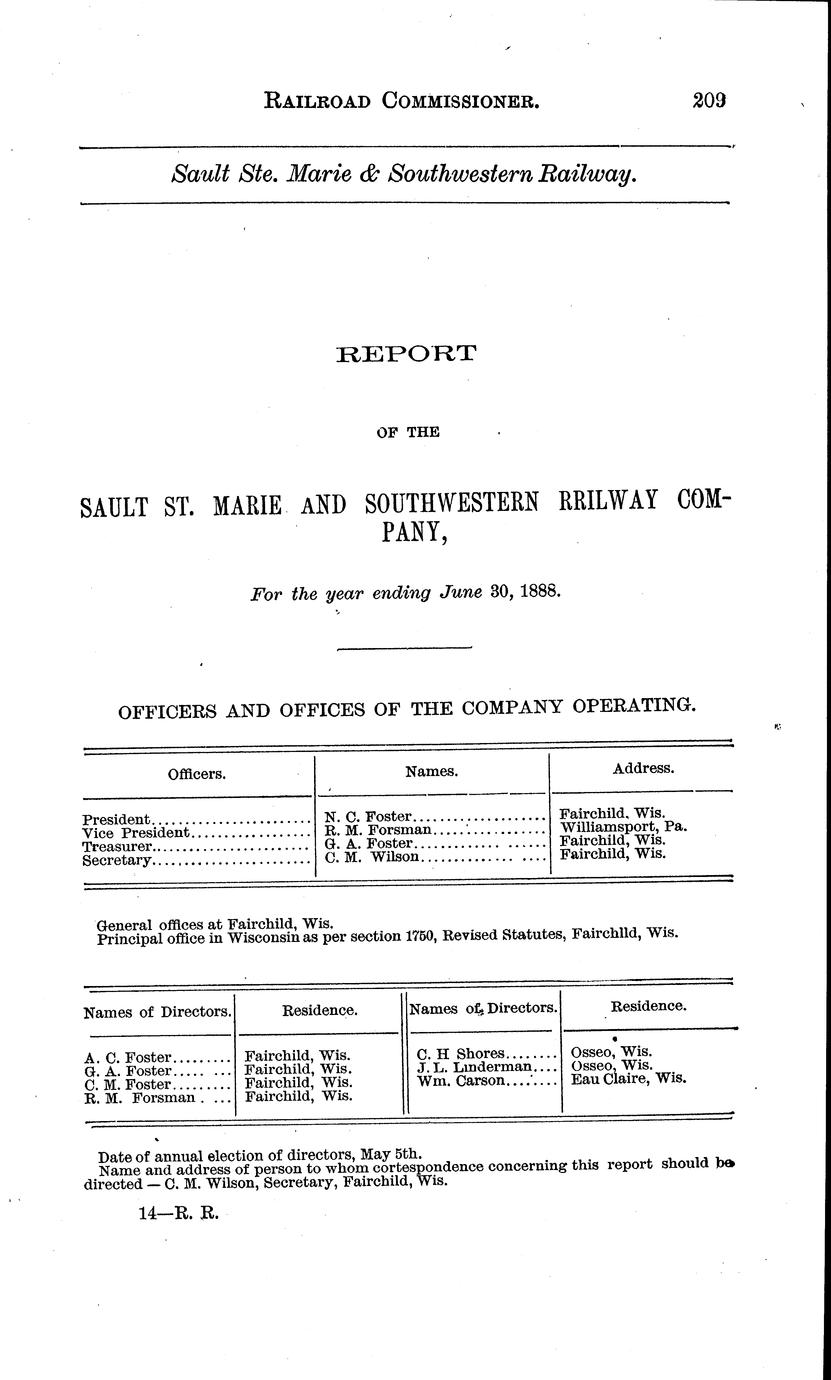 RAILROAD COMMISSIONER. 209
Sault Ste. Marie & Southwestern Railway.
REPORT
OF THE
SAULT ST. MARIE AND SOUTHWESTERN RRILWAY COM-
PANY,
For the year ending June 30, 1888.
OFFICERS AND OFFICES OF THE COMPANY OPERATING.
Officers. Names. Address.
President........................ N. C. Foster.................... Fairchild. Wis.
Vice President.................. R. M. Forsman................. Williamsport, Pa.
Treasurer........................ G. A. Foster............. ...... Fairchild, Wis.
Secretary........................ C. M. Wilson.............. .... Fairchild, Wis.
General offices at Fairchild, Wis.
Principal office in Wisconsin as per section 1750, Revised Statutes, Fairchlld, Wis.
Names of Directors. Residence. Names of Directors. Residence.
A. C. Foster......... Fairchild, Wis. C. H Shores........ Osseo, Wis.
G. A. Foster..... ... Fairchild, Wis. J. L. Linderman.... Osseo, Wis.
C. M. Foster......... Fairchild, Wis. Wm. Carson........ Eau Claire, Wis.
R. M. Forsman . ... Fairchild, Wis.
Date of annual election of directors, May 5th.
Name and address of person to whom cortespondence concerning this report should be
directed — C. M. Wilson, Secretary, Fairchild, Wis.
14—R. R.